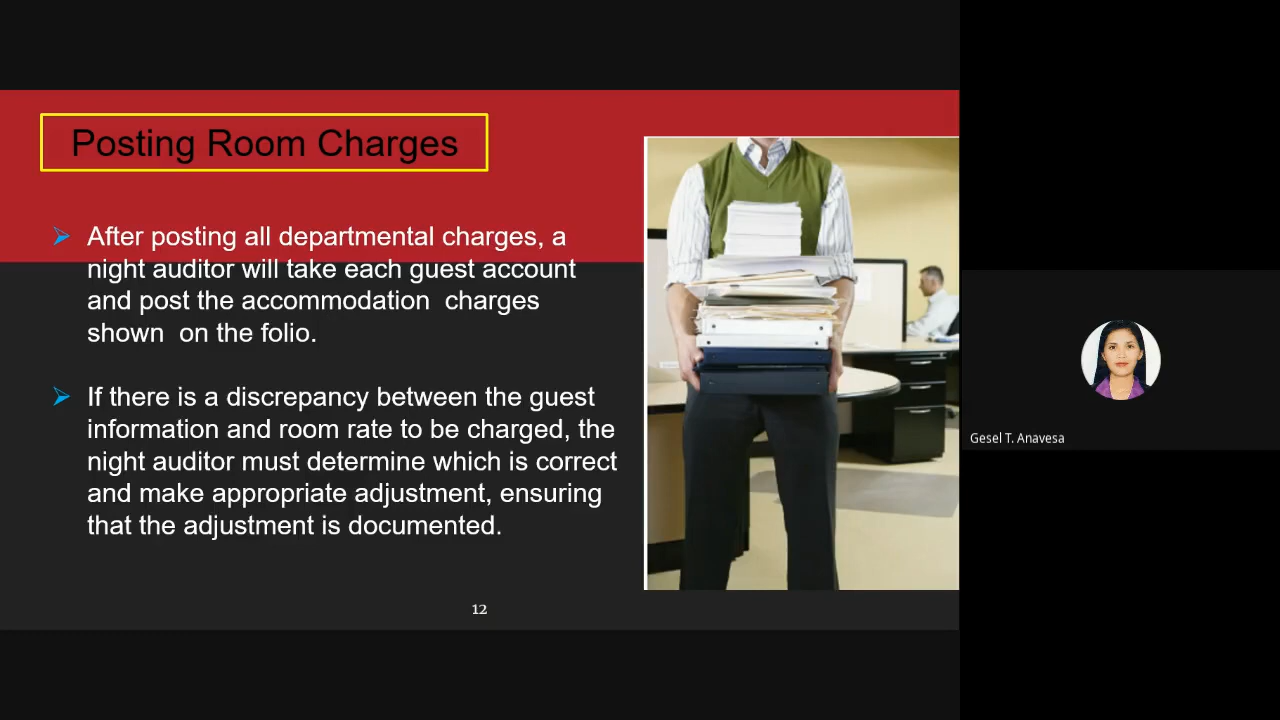 Posting Room Charges
After posting all departmental charges, a
night auditor will take each guest account
and post the accommodation  charges
shown  on the folio.
If there is a discrepancy between the guest
information and room rate to be charged, the
night auditor must determine which is correct
and make appropriate adjustment, ensuring
that the adjustment is documented.
12
Gesel T. Anavesa